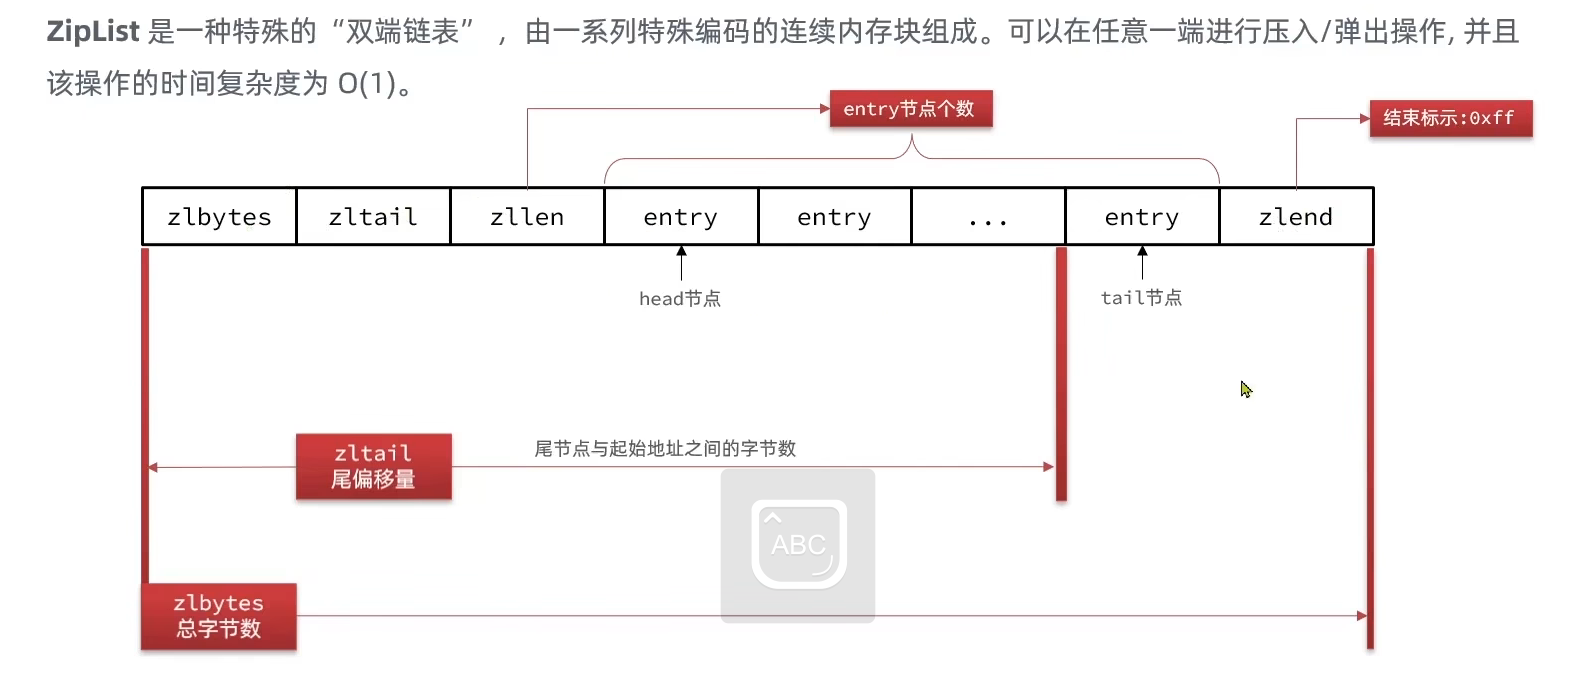 ZipList 是一种特殊的“双端链表” ，由一系列特殊编码的连续内存块组成。可以在任意一端进行压入/弹出操作, 并且
该操作的时间复杂度为 O(1)。
entry节点个数
结束标示:0xff
zlbytes zltail zllen entry entry ... entry zlend
head节点
tail节点
zltail
尾偏移量
尾节点与起始地址之间的字节数
ABC
zlbytes
总字节数